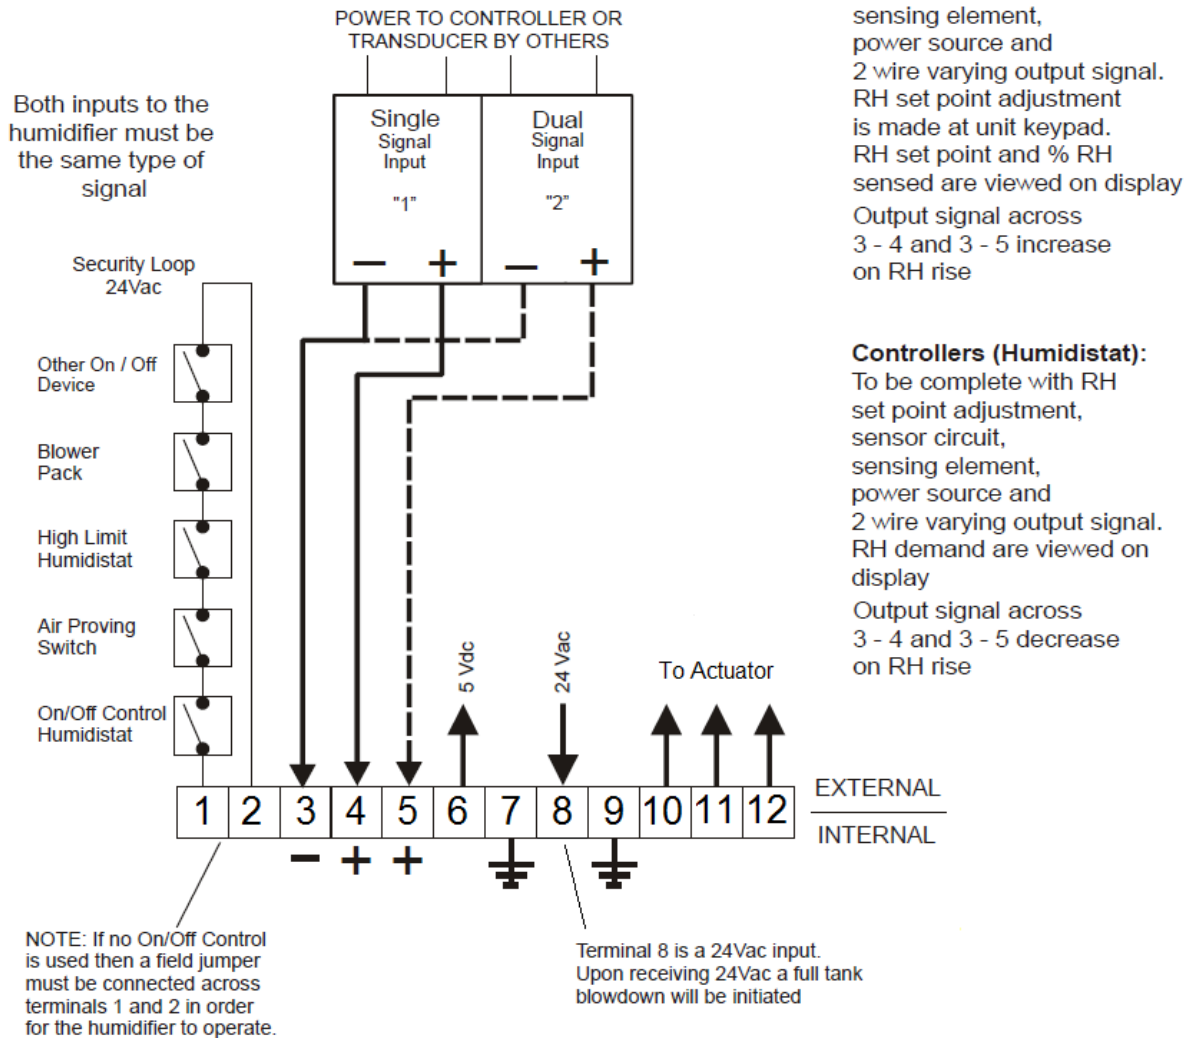 POWER TO CONTROLLER OR
TRANSDUCER BY OTHERS
Both inputs to the
humidifier must be
the same type of
signal
Single
Signal
Input
"1"
Dual
Signal
Input
"2"
− + − +
Security Loop
24Vac
Other On / Off
Device
Blower
Pack
High Limit
Humidistat
Air Proving
Switch
On/Off Control
Humidistat
5 Vdc
24 Vac
To Actuator
1 2 3 4 5 6 7 8 9 10 11 12
− + +
EXTERNAL
INTERNAL
NOTE: If no On/Off Control
is used then a field jumper
must be connected across
terminals 1 and 2 in order
for the humidifier to operate.
Terminal 8 is a 24Vac input.
Upon receiving 24Vac a full tank
blowdown will be initiated
sensing element,
power source and
2 wire varying output signal.
RH set point adjustment
is made at unit keypad.
RH set point and % RH
sensed are viewed on display
Output signal across
3 - 4 and 3 - 5 increase
on RH rise
Controllers (Humidistat):
To be complete with RH
set point adjustment,
sensor circuit,
sensing element,
power source and
2 wire varying output signal.
RH demand are viewed on
display
Output signal across
3 - 4 and 3 - 5 decrease
on RH rise